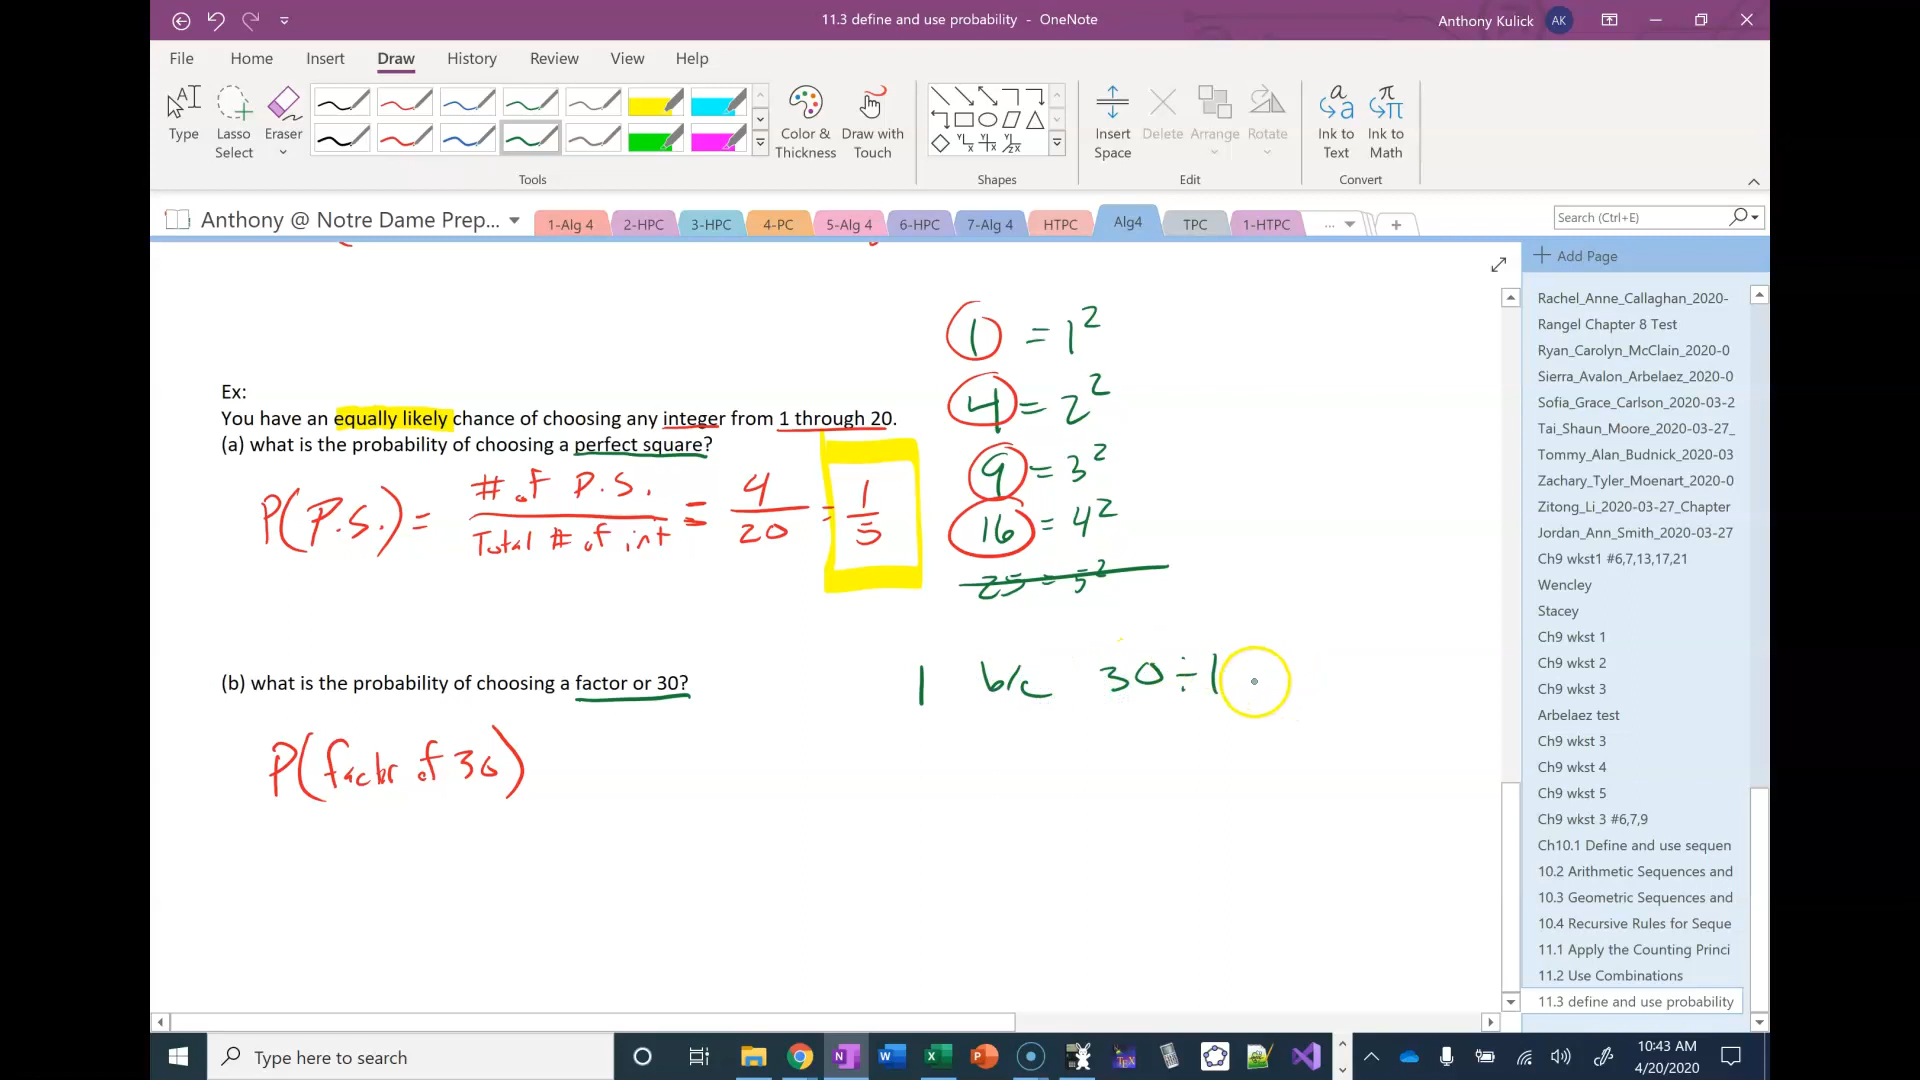 11.3 define and use probability - OneNote
Anthony Kulick AK
File Home Insert Draw History Review View Help
Type
Lasso Select
Eraser
Color & Thickness
Draw with Touch
Insert Space
Delete
Arrange
Rotate
Ink to Text
Ink to Math
Tools
Shapes
Edit
Convert
Anthony @ Notre Dame Prep...
1-Alg 4 2-HPC 3-HPC 4-PC 5-Alg 4 6-HPC 7-Alg 4 HTPC Alg4 TPC 1-HTPC ...
Search (Ctrl+E)
Add Page
1 = 1²
4 = 2²
9 = 3²
16 = 4²
25 = 5²
Ex:
You have an equally likely chance of choosing any integer from 1 through 20.
(a) what is the probability of choosing a perfect square?
P(P.S.) = # of P.S. / Total # of int = 4/20 = 1/5
(b) what is the probability of choosing a factor or 30?
1 b/c 30 ÷ 1
P(factor of 30)
Rachel_Anne_Callaghan_2020-
Rangel Chapter 8 Test
Ryan_Carolyn_McClain_2020-0
Sierra_Avalon_Arbelaez_2020-0
Sofia_Grace_Carlson_2020-03-2
Tai_Shaun_Moore_2020-03-27_
Tommy_Alan_Budnick_2020-03
Zachary_Tyler_Moenart_2020-0
Zitong_Li_2020-03-27_Chapter
Jordan_Ann_Smith_2020-03-27
Ch9 wkst1 #6,7,13,17,21
Wencley
Stacey
Ch9 wkst 1
Ch9 wkst 2
Ch9 wkst 3
Arbelaez test
Ch9 wkst 3
Ch9 wkst 4
Ch9 wkst 5
Ch9 wkst 3 #6,7,9
Ch10.1 Define and use sequen
10.2 Arithmetic Sequences and
10.3 Geometric Sequences and
10.4 Recursive Rules for Seque
11.1 Apply the Counting Princi
11.2 Use Combinations
11.3 define and use probability
Type here to search
10:43 AM
4/20/2020